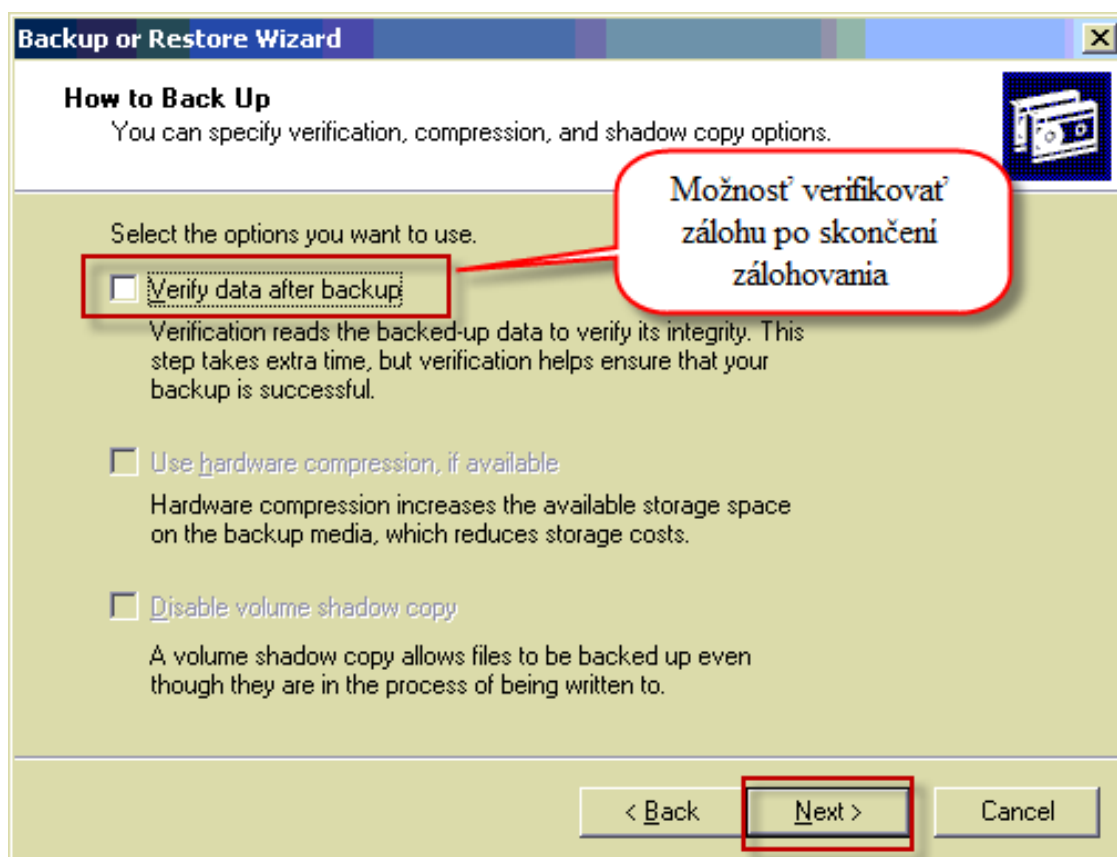 Backup or Restore Wizard
How to Back Up
You can specify verification, compression, and shadow copy options.
Možnosť verifikovať
zálohu po skončení
zálohovania
Select the options you want to use.
Verify data after backup
Verification reads the backed-up data to verify its integrity. This
step takes extra time, but verification helps ensure that your
backup is successful.
Use hardware compression, if available
Hardware compression increases the available storage space
on the backup media, which reduces storage costs.
Disable volume shadow copy
A volume shadow copy allows files to be backed up even
though they are in the process of being written to.
< Back Next > Cancel